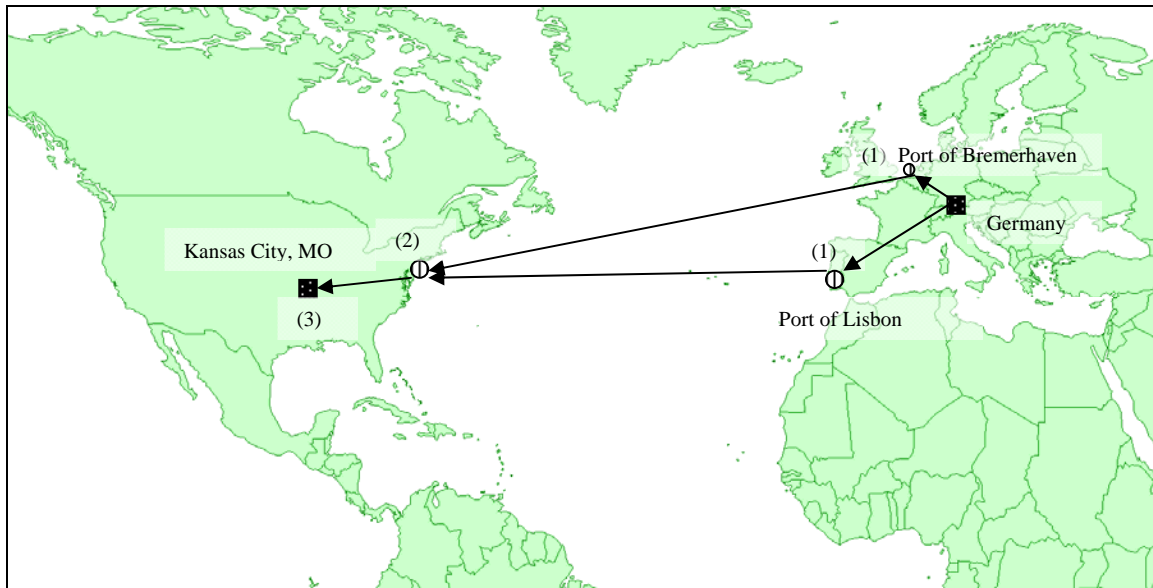 (1) Port of Bremerhaven
Germany
(2)
Kansas City, MO
(1)
(3)
Port of Lisbon